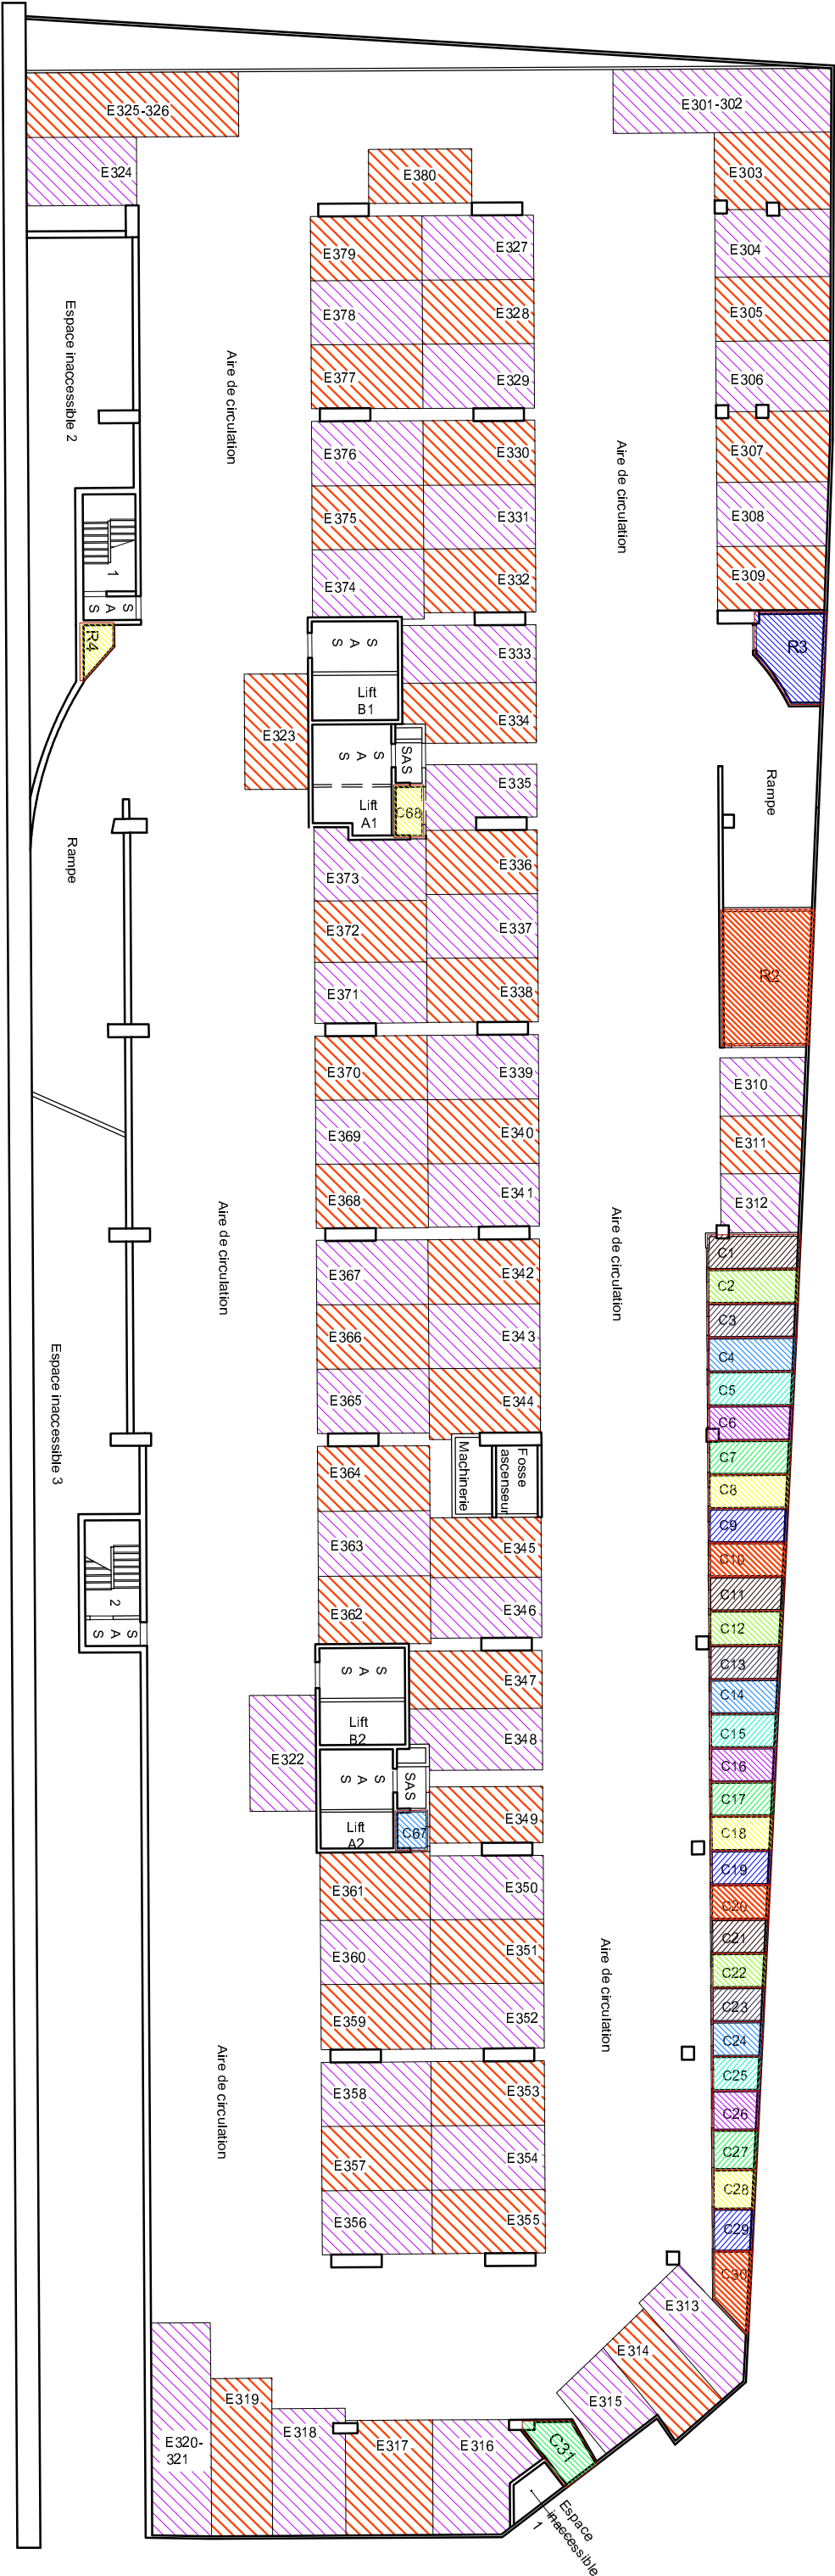 E325-326
E301-302
E324
E380
E303
E379
E327
E304
E378
E328
E305
E377
E329
E306
Espace inaccessible 2
Aire de circulation
Aire de circulation
E376
E330
E307
E375
E331
E308
E374
E332
E309
1
S A S
R4
R3
S A S
E333
Lift
B1
E334
E323
S A S
SAS
E335
Lift
A1
C68
Rampe
Rampe
E373
E336
E372
E337
E371
E338
R2
E370
E339
E310
E369
E340
E311
E368
E341
E312
Aire de circulation
Aire de circulation
E367
E342
E366
E343
E365
E344
C1
C2
C3
C4
C5
C6
C7
C8
C9
C10
C11
C12
C13
C14
C15
C16
C17
C18
C19
C20
C21
C22
C23
C24
C25
C26
C27
C28
C29
C30
Espace inaccessible 3
E364
Machinerie
Fosse
ascenseur
E363
E345
E362
E346
2
S A S
S A S
E347
Lift
B2
E348
E322
S A S
SAS
E349
Lift
A2
C67
E361
E350
E360
E351
E359
E352
Aire de circulation
Aire de circulation
E358
E353
E357
E354
E356
E355
E313
E314
E315
E320-
321
E319
E318
E317
E316
C31
Espace
inaccessible
1